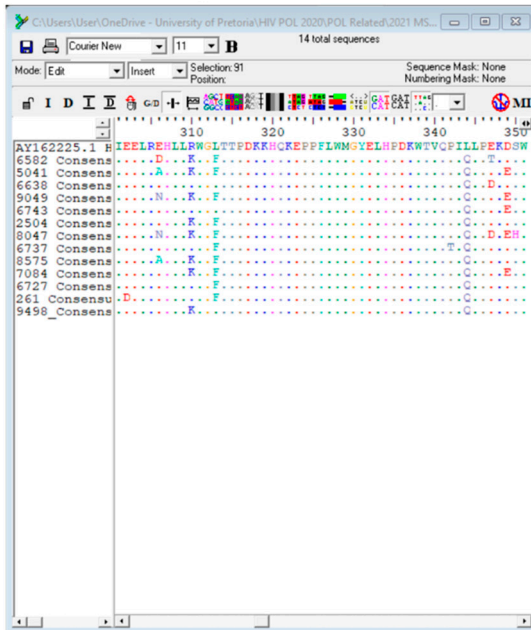 C:\Users\User\OneDrive - University of Pretoria\HIV POL 2020\POL Related\2021 MS...
Courier New 11 B 14 total sequences
Mode: Edit Insert Selection: 91 Sequence Mask: None
Position: Numbering Mask: None
I D I D G/D
310 320 330 340 350
AY162225.1 H IEELREHLLRWGLTTPDKKHQKEPPFLWMGYELHPDKWTVQPILLPEKDSW
6582 Consens .....D...K..F..............................Q..T....
5041 Consens .....A...K..F..............................Q....E..
6638 Consens ...........................................Q..D....
9049 Consens .....N...K..F..............................Q....E..
6743 Consens ............F..............................Q....E..
2504 Consens .........K..F..............................Q.......
8047 Consens .....N...K..F..............................Q..D.EH.
6737 Consens ............F............................T.Q.......
8575 Consens .....A...K..F..............................Q.......
7084 Consens .........K..F..............................Q....E..
6727 Consens ............F..............................Q.......
261 Consensu .D..........F..............................Q.......
9498_Consens .........K.................................Q.......